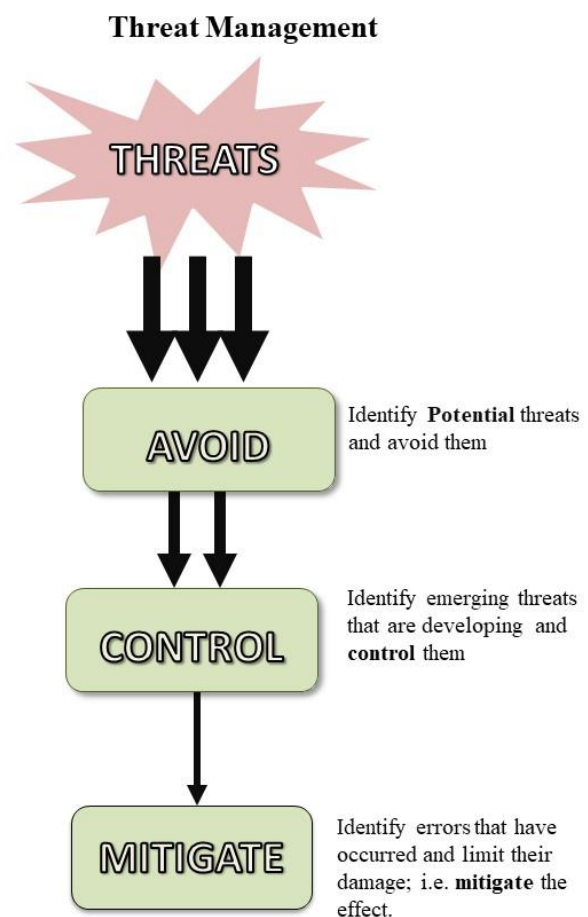 Threat Management
THREATS
AVOID
Identify Potential threats
and avoid them
CONTROL
Identify emerging threats
that are developing and
control them
MITIGATE
Identify errors that have
occurred and limit their
damage; i.e. mitigate the
effect.